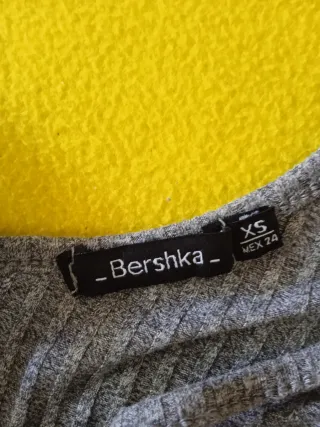 _Bershka_
XS
MEX 24